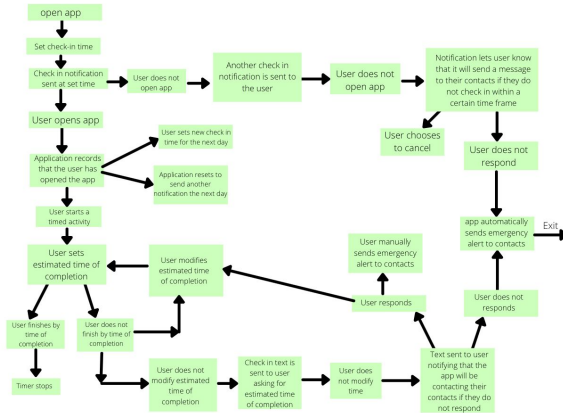 open app
Set check-in time
Check in notification
sent at set time
User does not
open app
Another check in
notification is sent to
the user
User does not
open app
Notification lets user know
that it will send a message
to their contacts if they do
not check in within a
certain time frame
User opens app
User chooses
to cancel
User does not
respond
Application records
that the user has
opened the app
User sets new check in
time for the next day
Application resets to
send another
notification the next day
User starts a
timed activity
app automatically
sends emergency
alert to contacts
Exit
User sets
estimated time of
completion
User modifies
estimated time
of completion
User manually
sends emergency
alert to contacts
User responds
User does not
responds
User finishes by
time of
completion
User does not
finish by time of
completion
Timer stops
User does not
modify estimated
time of
completion
Check in text is
sent to user
asking for
estimated time
of completion
User does
not modify time
Text sent to user
notifying that the
app will be
contacting their
contacts if they do
not respond